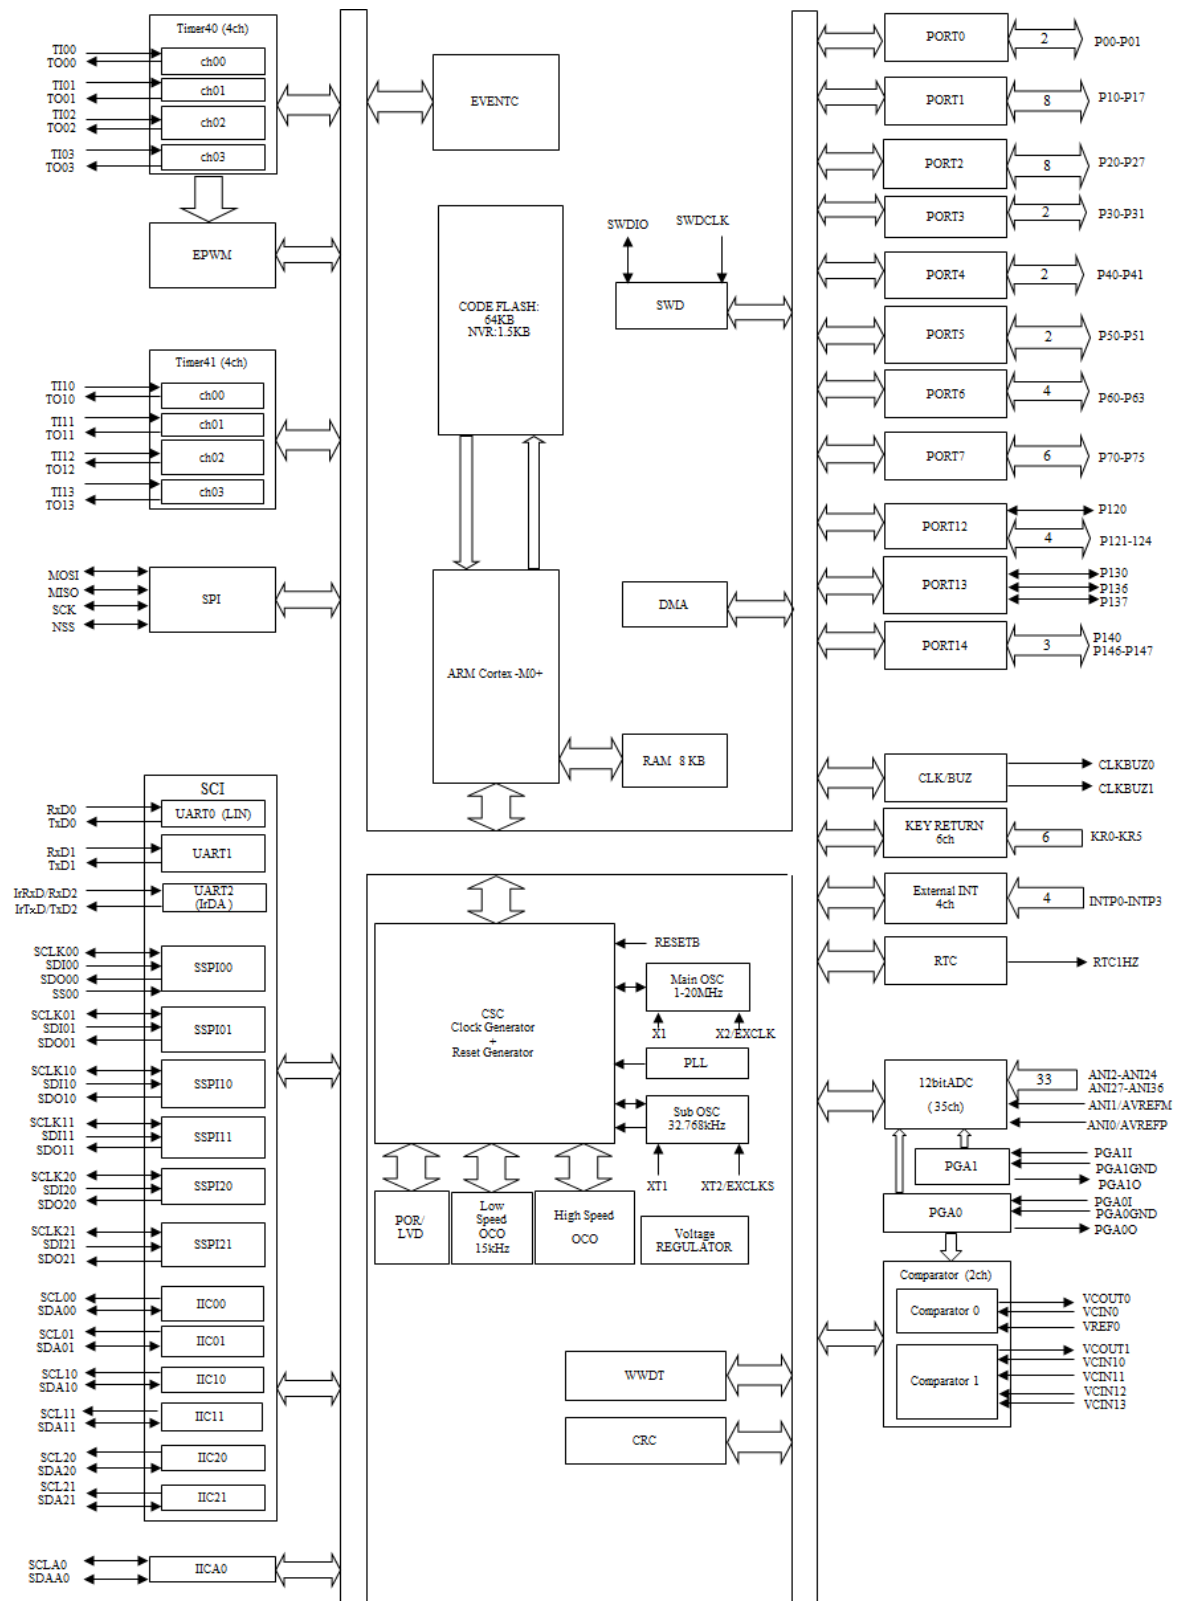 Timer40 (4ch)
TI00
TO00
ch00
TI01
TO01
ch01
TI02
TO02
ch02
TI03
TO03
ch03
EPWM
Timer41 (4ch)
TI10
TO10
ch00
TI11
TO11
ch01
TI12
TO12
ch02
TI13
TO13
ch03
MOSI
MISO
SCK
NSS
SPI
SCI
RxD0
TxD0
UART0 (LIN)
RxD1
TxD1
UART1
IrRxD/RxD2
IrTxD/TxD2
UART2
(IrDA )
SCLK00
SDI00
SDO00
SS00
SSPI00
SCLK01
SDI01
SDO01
SSPI01
SCLK10
SDI10
SDO10
SSPI10
SCLK11
SDI11
SDO11
SSPI11
SCLK20
SDI20
SDO20
SSPI20
SCLK21
SDI21
SDO21
SSPI21
SCL00
SDA00
IIC00
SCL01
SDA01
IIC01
SCL10
SDA10
IIC10
SCL11
SDA11
IIC11
SCL20
SDA20
IIC20
SCL21
SDA21
IIC21
SCLA0
SDAA0
IICA0
EVENTC
CODE FLASH:
64KB
NVR:1.5KB
SWDIO
SWDCLK
SWD
DMA
ARM Cortex -M0+
RAM 8 KB
CSC
Clock Generator
+
Reset Generator
RESETB
Main OSC
1-20MHz
X1
X2/EXCLK
PLL
Sub OSC
32.768kHz
XT1
XT2/EXCLKS
POR/
LVD
Low
Speed
OCO
15kHz
High Speed
OCO
Voltage
REGULATOR
WWDT
CRC
PORT0
2
P00-P01
PORT1
8
P10-P17
PORT2
8
P20-P27
PORT3
2
P30-P31
PORT4
2
P40-P41
PORT5
2
P50-P51
PORT6
4
P60-P63
PORT7
6
P70-P75
PORT12
P120
4
P121-124
PORT13
P130
P136
P137
PORT14
3
P140
P146-P147
CLK/BUZ
CLKBUZ0
CLKBUZ1
KEY RETURN
6ch
6
KR0-KR5
External INT
4ch
4
INTP0-INTP3
RTC
RTC1HZ
12bitADC
( 35ch)
33
ANI2-ANI24
ANI27-ANI36
ANI1/AVREFM
ANI0/AVREFP
PGA1
PGA1I
PGA1GND
PGA1O
PGA0
PGA0I
PGA0GND
PGA0O
Comparator (2ch)
Comparator 0
VCOUT0
VCIN0
VREF0
Comparator 1
VCOUT1
VCIN10
VCIN11
VCIN12
VCIN13